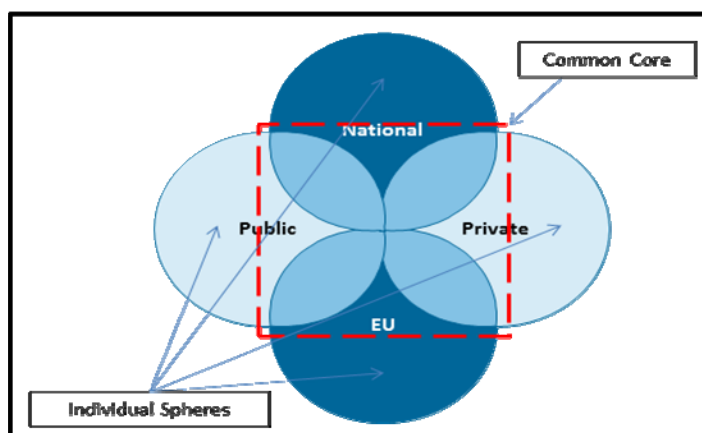 Common Core
National
Public
Private
EU
Individual Spheres